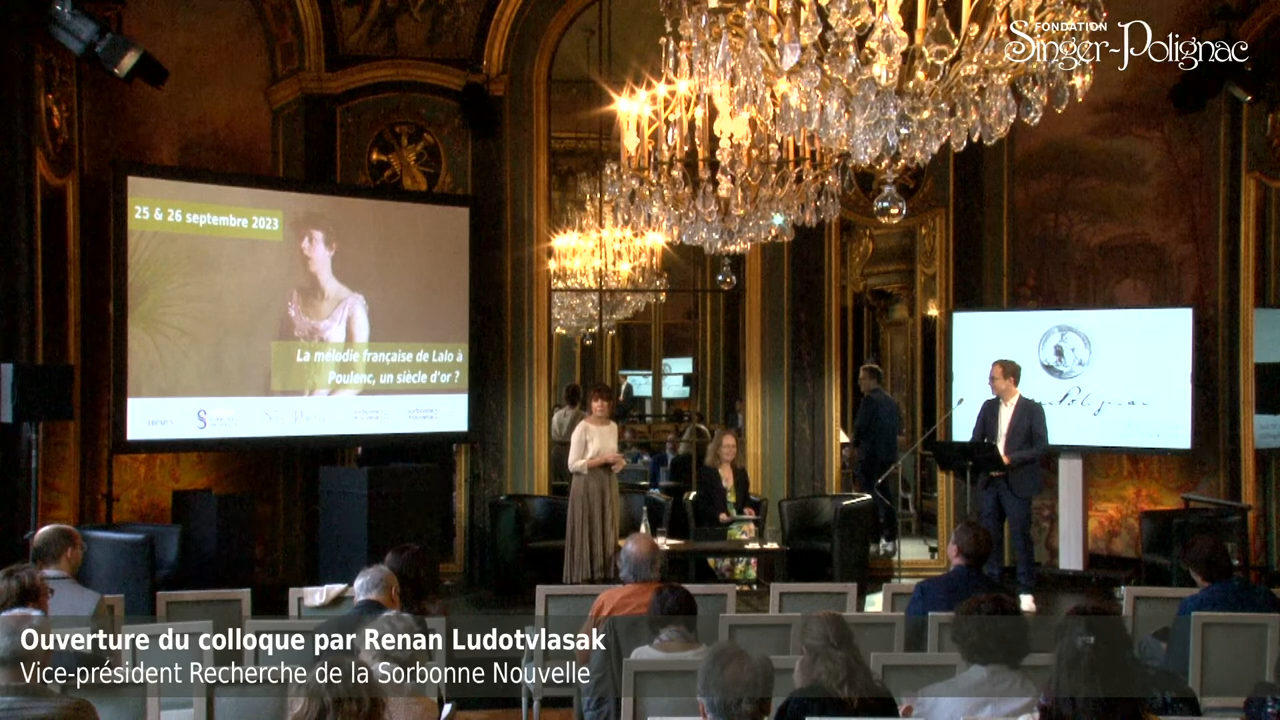 FONDATION
Singer-Polignac
25 & 26 septembre 2023
La mélodie française de Lalo à
Poulenc, un siècle d'or ?
Polignac
Ouverture du colloque par Renan Ludotvlasak
Vice-président Recherche de la Sorbonne Nouvelle